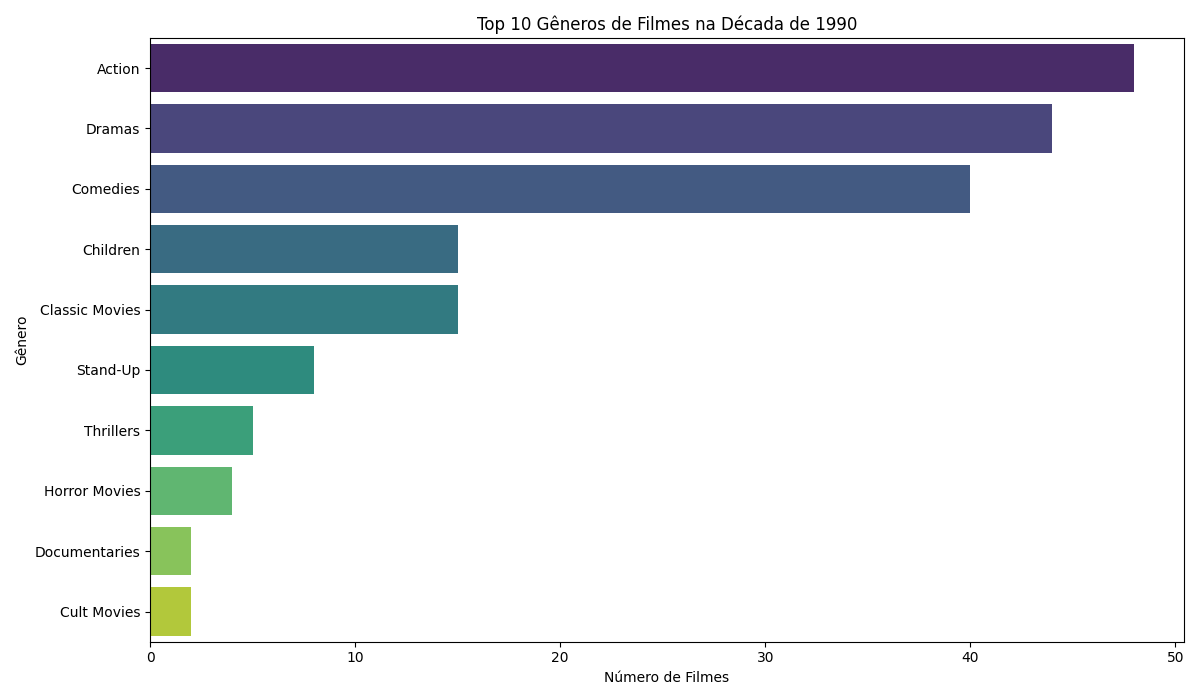 Top 10 Gêneros de Filmes na Década de 1990
Gênero
Action
Dramas
Comedies
Children
Classic Movies
Stand-Up
Thrillers
Horror Movies
Documentaries
Cult Movies
0 10 20 30 40 50
Número de Filmes